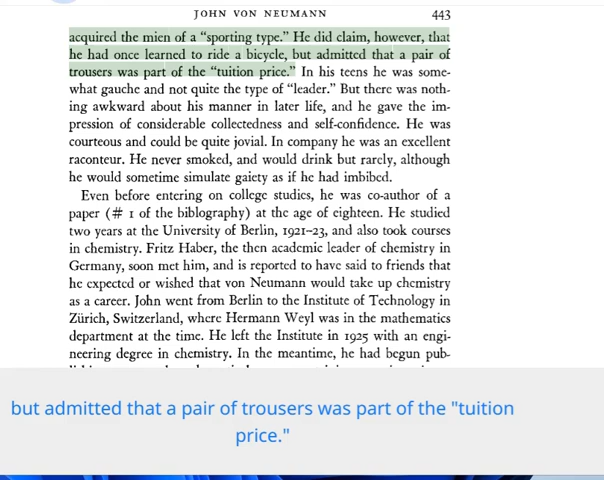 JOHN VON NEUMANN 443
acquired the mien of a "sporting type." He did claim, however, that
he had once learned to ride a bicycle, but admitted that a pair of
trousers was part of the "tuition price." In his teens he was some-
what gauche and not quite the type of "leader." But there was noth-
ing awkward about his manner in later life, and he gave the im-
pression of considerable collectedness and self-confidence. He was
courteous and could be quite jovial. In company he was an excellent
raconteur. He never smoked, and would drink but rarely, although
he would sometime simulate gaiety as if he had imbibed.
Even before entering on college studies, he was co-author of a
paper (# 1 of the biblography) at the age of eighteen. He studied
two years at the University of Berlin, 1921–23, and also took courses
in chemistry. Fritz Haber, the then academic leader of chemistry in
Germany, soon met him, and is reported to have said to friends that
he expected or wished that von Neumann would take up chemistry
as a career. John went from Berlin to the Institute of Technology in
Zürich, Switzerland, where Hermann Weyl was in the mathematics
department at the time. He left the Institute in 1925 with an engi-
neering degree in chemistry. In the meantime, he had begun pub-
but admitted that a pair of trousers was part of the "tuition
price."